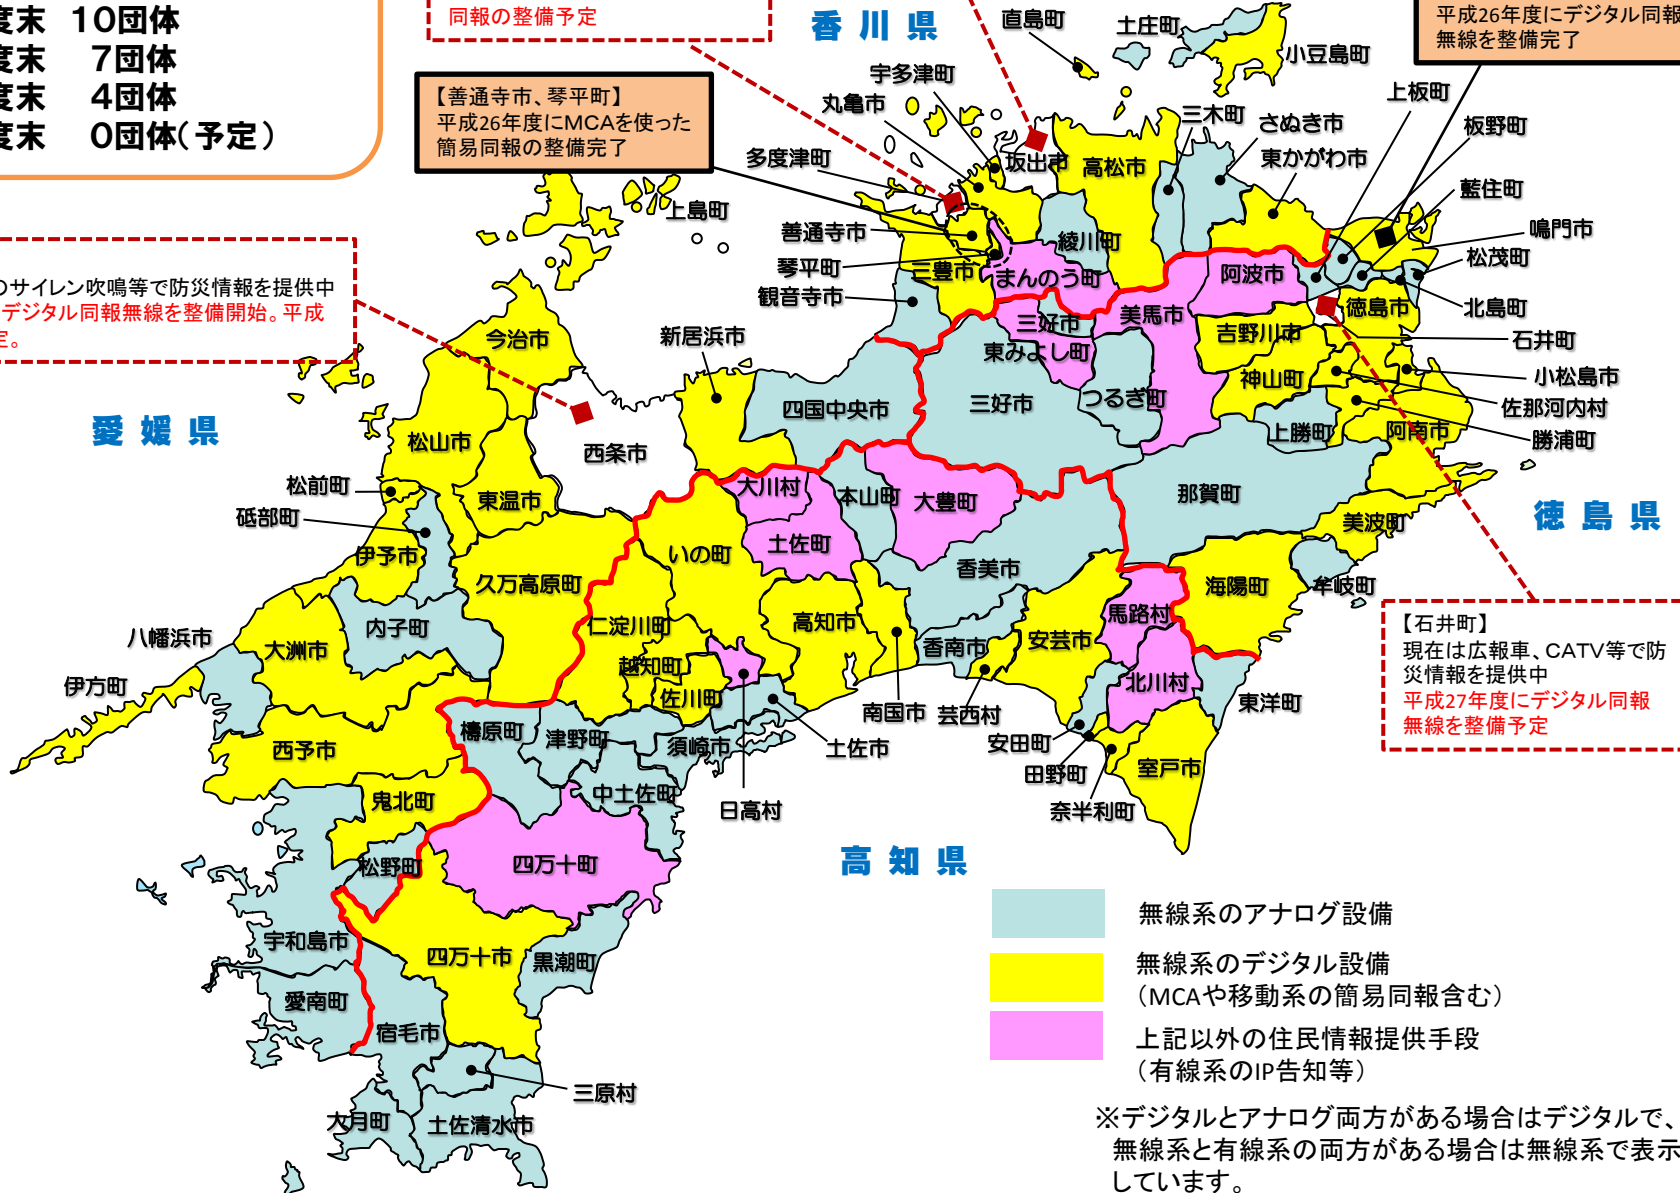 度末 10団体
度末 7団体
度末 4団体
度末 0団体(予定)
同報の整備予定
【善通寺市、琴平町】
平成26年度にMCAを使った
簡易同報の整備完了
平成26年度にデジタル同報
無線を整備完了
のサイレン吹鳴等で防災情報を提供中
デジタル同報無線を整備開始。平成
定。
【石井町】
現在は広報車、CATV等で防
災情報を提供中
平成27年度にデジタル同報
無線を整備予定
香川県
直島町
土庄町
小豆島町
宇多津町
丸亀市
多度津町
坂出市
高松市
三木町
さぬき市
東かがわ市
善通寺市
琴平町
三豊市
まんのう町
綾川町
観音寺市
上板町
板野町
藍住町
鳴門市
松茂町
北島町
徳島市
石井町
小松島市
佐那河内村
勝浦町
阿波市
美馬市
吉野川市
神山町
三好市
東みよし町
つるぎ町
三好市
上勝町
阿南市
那賀町
美波町
牟岐町
海陽町
徳島県
愛媛県
上島町
今治市
新居浜市
四国中央市
西条市
松山市
東温市
松前町
砥部町
伊予市
久万高原町
内子町
大洲市
八幡浜市
伊方町
西予市
鬼北町
松野町
宇和島市
愛南町
高知県
大川村
本山町
大豊町
土佐町
いの町
香美市
仁淀川町
越知町
佐川町
高知市
南国市
香南市
芸西村
安芸市
馬路村
北川村
東洋町
安田町
田野町
奈半利町
室戸市
日高村
土佐市
須崎市
津野町
檮原町
中土佐町
四万十町
四万十市
黒潮町
宿毛市
三原村
大月町
土佐清水市
無線系のアナログ設備
無線系のデジタル設備
(MCAや移動系の簡易同報含む)
上記以外の住民情報提供手段
(有線系のIP告知等)
※デジタルとアナログ両方がある場合はデジタルで、
無線系と有線系の両方がある場合は無線系で表示
しています。